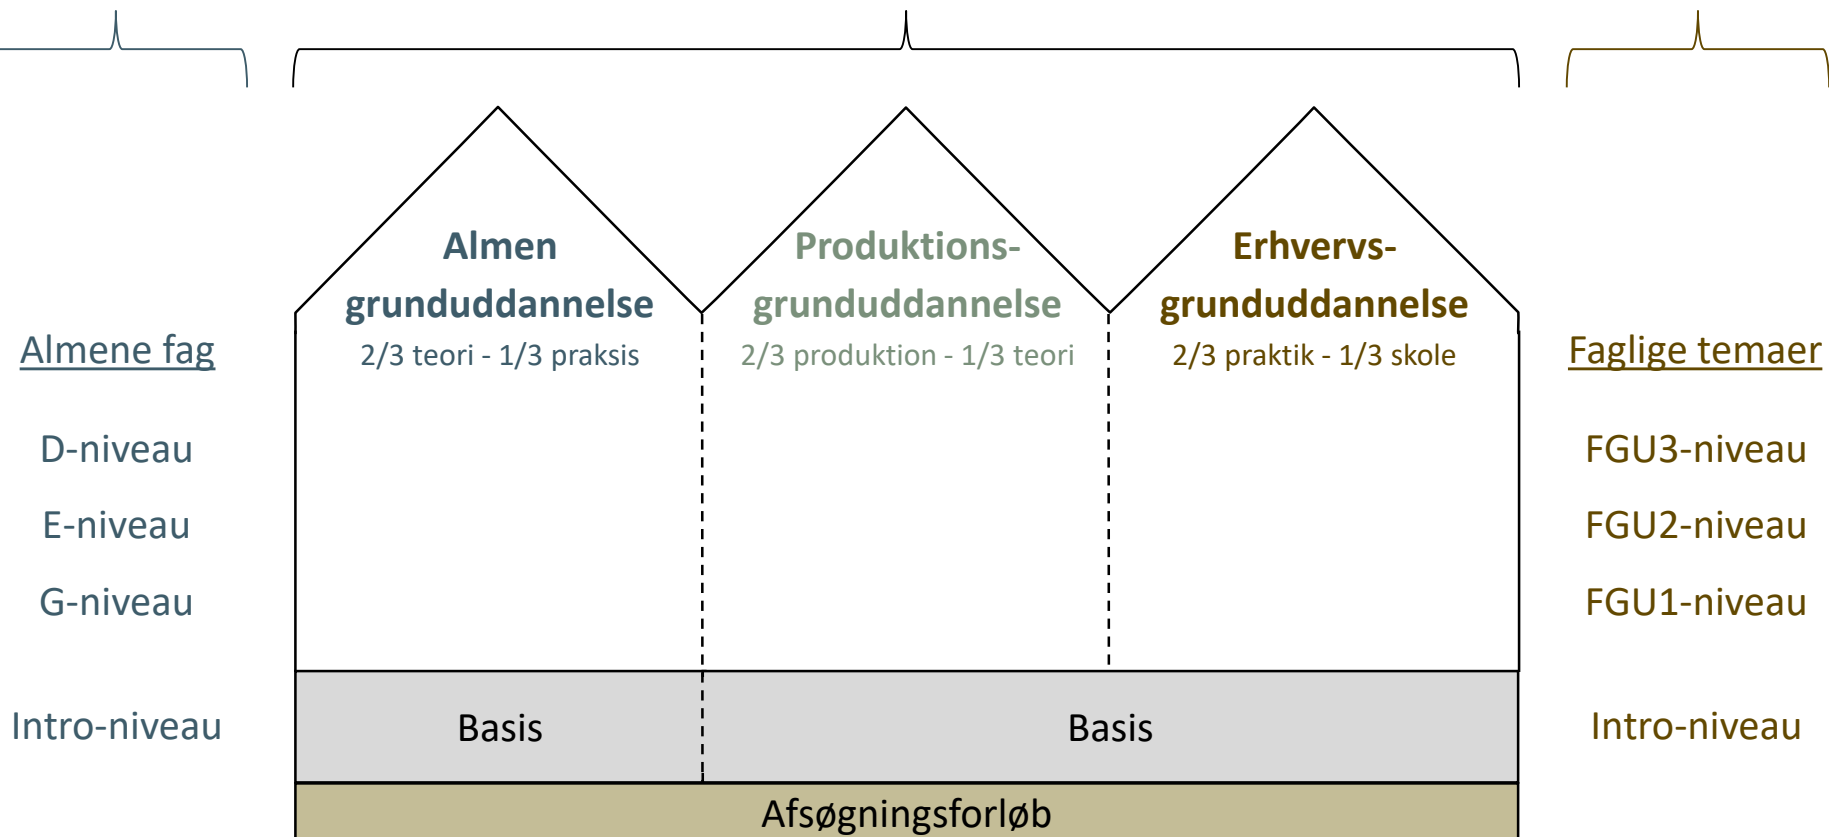 Almen
grunduddannelse
2/3 teori - 1/3 praksis
Produktions-
grunduddannelse
2/3 produktion - 1/3 teori
Erhvervs-
grunduddannelse
2/3 praktik - 1/3 skole
Almene fag
D-niveau
E-niveau
G-niveau
Intro-niveau
Faglige temaer
FGU3-niveau
FGU2-niveau
FGU1-niveau
Intro-niveau
Basis
Basis
Afsøgningsforløb